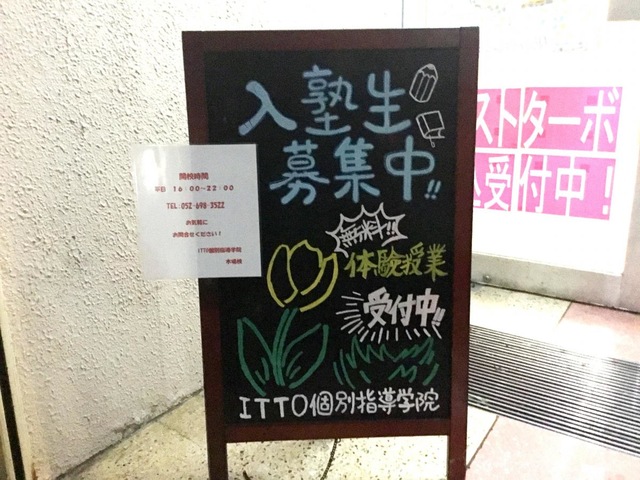 入塾生
募集中!!
無料!!
体験授業
受付中!!
ITTO個別指導学院
開校時間
平日 16:00~22:00
TEL:052-698-3522
お気軽に
お問合せください!
ITTO個別指導学院
ストターボ
受付中!